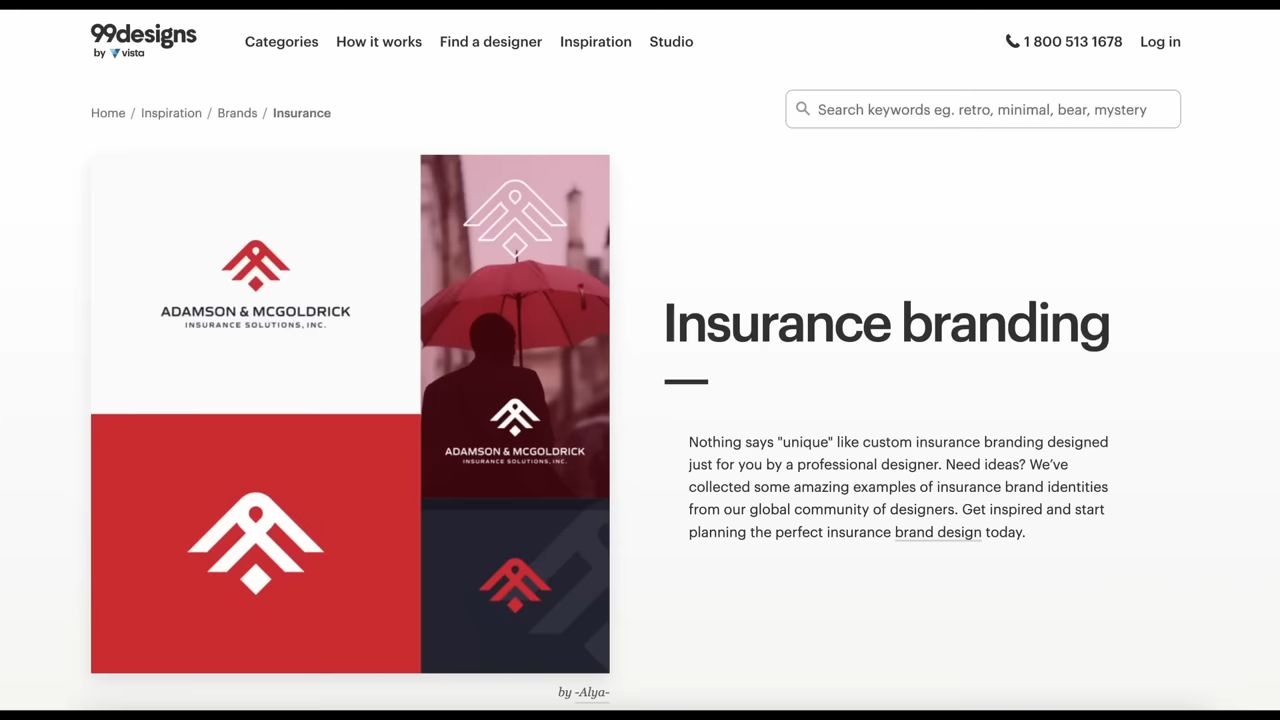 99designs
by vista
Categories How it works Find a designer Inspiration Studio
1 800 513 1678 Log in
Home / Inspiration / Brands / Insurance
Search keywords eg. retro, minimal, bear, mystery
ADAMSON & MCGOLDRICK
INSURANCE SOLUTIONS, INC.
ADAMSON & MCGOLDRICK
INSURANCE SOLUTIONS, INC.
by -Alya-
Insurance branding
Nothing says "unique" like custom insurance branding designed
just for you by a professional designer. Need ideas? We’ve
collected some amazing examples of insurance brand identities
from our global community of designers. Get inspired and start
planning the perfect insurance brand design today.